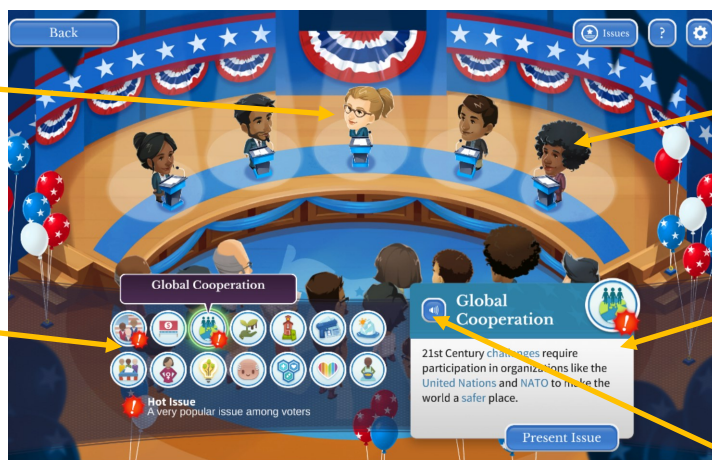 Back
Issues
?
Global Cooperation
$
Hot Issue
A very popular issue among voters
Global
Cooperation
21st Century challenges require
participation in organizations like the
United Nations and NATO to make the
world a safer place.
Present Issue